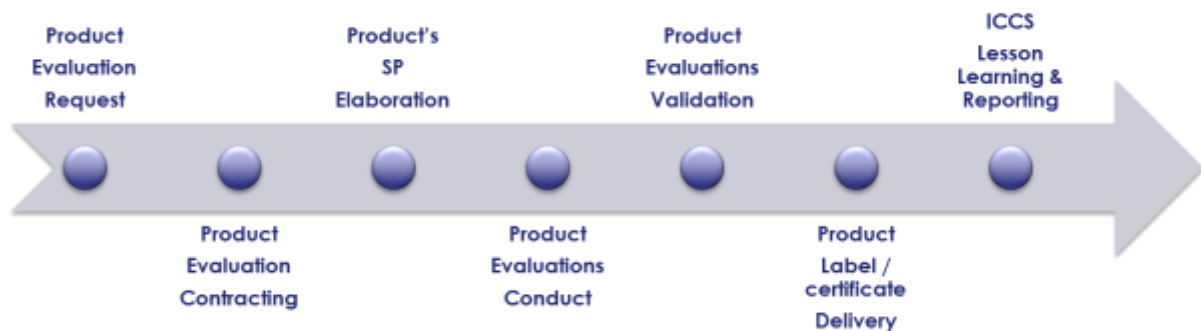 Product
Evaluation
Request
Product
Evaluation
Contracting
Product's
SP
Elaboration
Product
Evaluations
Conduct
Product
Evaluations
Validation
Product
Label /
certificate
Delivery
ICCS
Lesson
Learning &
Reporting